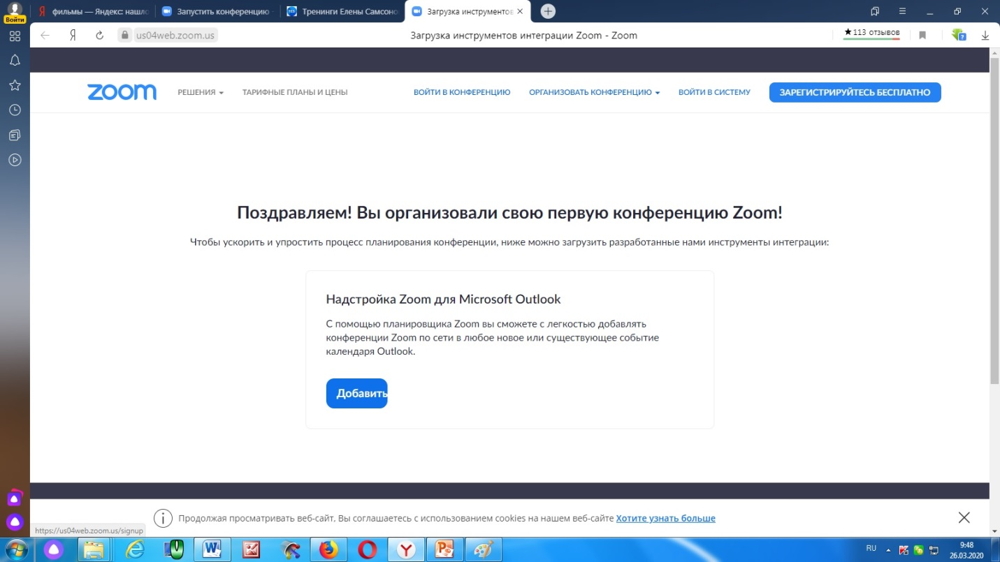 Войти
фильмы — Яндекс: нашло
Запустить конференцию
Тренинги Елены Самсоно
Загрузка инструментов
us04web.zoom.us
Загрузка инструментов интеграции Zoom - Zoom
★113 отзывов
zoom
РЕШЕНИЯ
ТАРИФНЫЕ ПЛАНЫ И ЦЕНЫ
ВОЙТИ В КОНФЕРЕНЦИЮ
ОРГАНИЗОВАТЬ КОНФЕРЕНЦИЮ
ВОЙТИ В СИСТЕМУ
ЗАРЕГИСТРИРУЙТЕСЬ БЕСПЛАТНО
Поздравляем! Вы организовали свою первую конференцию Zoom!
Чтобы ускорить и упростить процесс планирования конференции, ниже можно загрузить разработанные нами инструменты интеграции:
Надстройка Zoom для Microsoft Outlook
С помощью планировщика Zoom вы сможете с легкостью добавлять
конференции Zoom по сети в любое новое или существующее событие
календаря Outlook.
Добавить
Продолжая просматривать веб-сайт, Вы соглашаетесь с использованием cookies на нашем веб-сайте Хотите узнать больше
https://us04web.zoom.us/signup
RU
9:48
26.03.2020